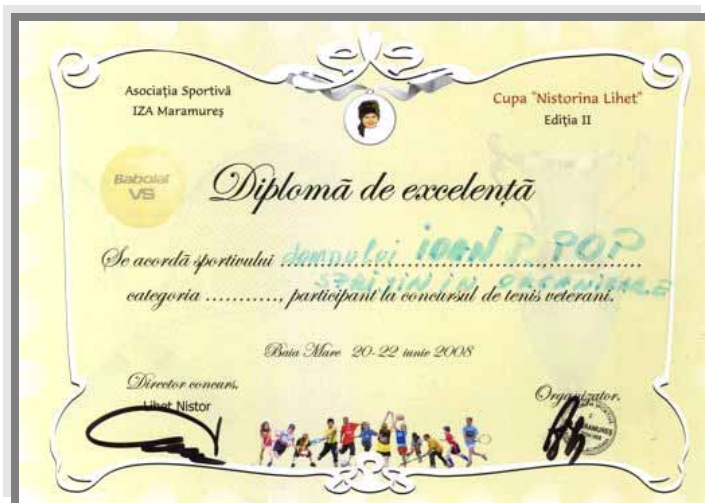 Asociația Sportivă
IZA Maramureș
Cupa "Nistorina Lihet"
Ediția II
Babolat
VS
Diplomă de excelență
Se acordă sportivului domnului IOAN P. POP
SPRIJIN IN ORGANIZARE
categoria ..........., participant la concursul de tenis veterani.
Baia Mare 20-22 iunie 2008
Director concurs,
Lihet Nistor
Organizator,
MARAMUREȘ